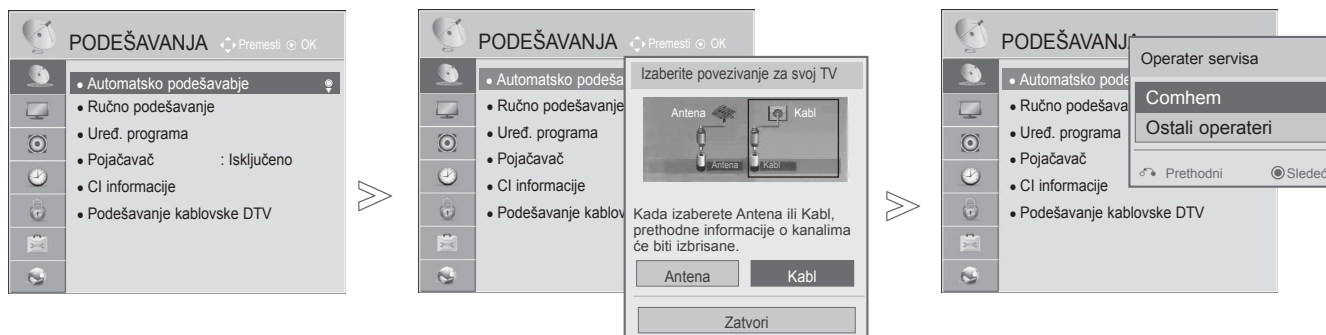 PODEŠAVANJA Premesti OK
• Automatsko podešavabje
• Ručno podešavanje
• Uređ. programa
• Pojačavač : Isključeno
• CI informacije
• Podešavanje kablovske DTV
>
PODEŠAVANJA Premesti OK
• Automatsko podeša
• Ručno podešavanje
• Uređ. programa
• Pojačavač
• CI informacije
• Podešavanje kablov
Izaberite povezivanje za svoj TV
Antena Kabl
Antena Kabl
Kada izaberete Antena ili Kabl,
prethodne informacije o kanalima
će biti izbrisane.
Antena Kabl
Zatvori
>
PODEŠAVANJA
• Automatsko pode
• Ručno podešava
• Uređ. programa
• Pojačavač
• CI informacije
• Podešavanje kablovske DTV
Operater servisa
Comhem
Ostali operateri
Prethodni Sledeć